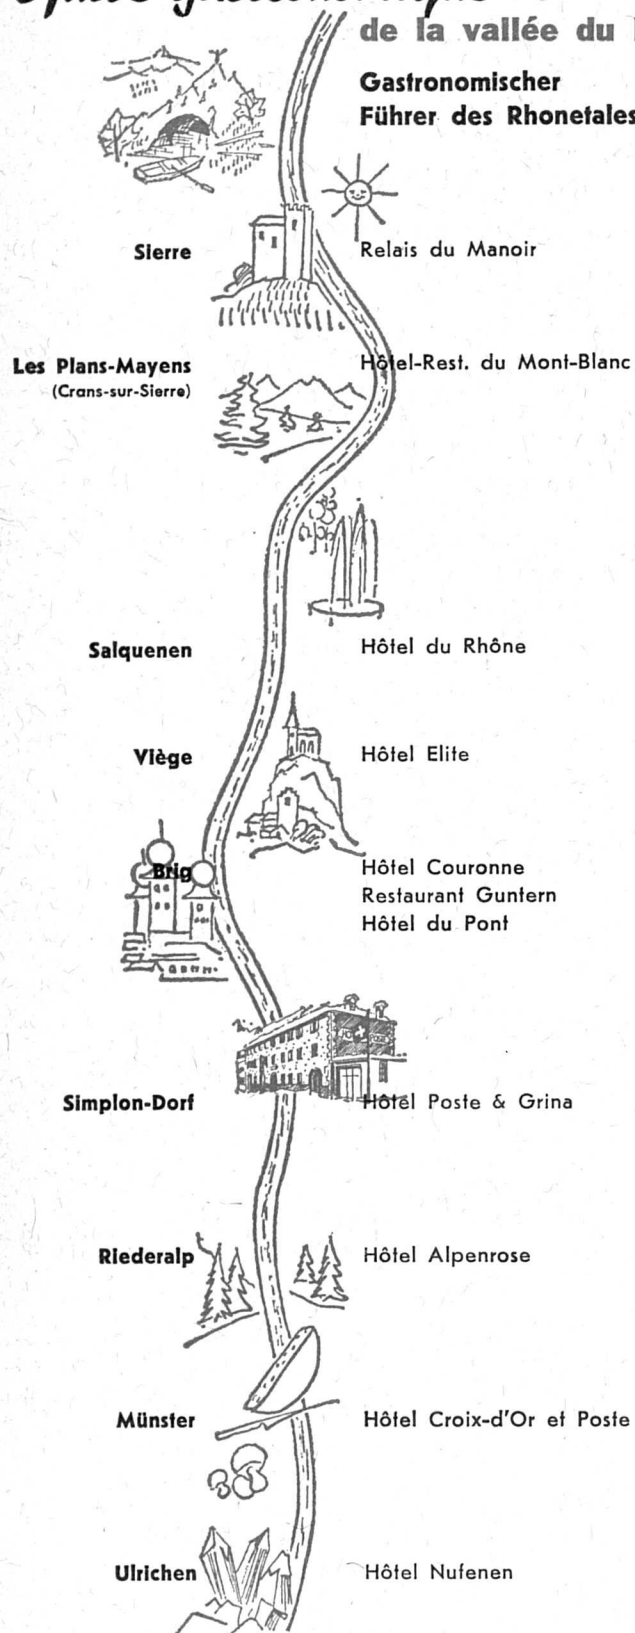 de la vallée du
Gastronomischer
Führer des Rhonetales
Sierre Relais du Manoir
Les Plans-Mayens Hôtel-Rest. du Mont-Blanc
(Crans-sur-Sierre)
Salquenen Hôtel du Rhône
Viège Hôtel Elite
Brig Hôtel Couronne
Restaurant Guntern
Hôtel du Pont
Simplon-Dorf Hôtel Poste & Grina
Riederalp Hôtel Alpenrose
Münster Hôtel Croix-d'Or et Poste
Ulrichen Hôtel Nufenen